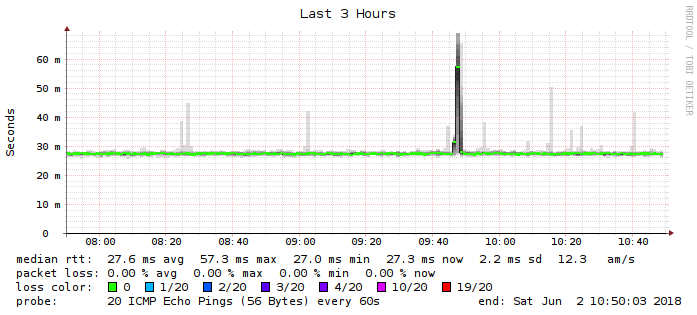 Last 3 Hours
RRDTOOL / TOBI OETIKER
Seconds
60 m
50 m
40 m
30 m
20 m
10 m
0
08:00 08:20 08:40 09:00 09:20 09:40 10:00 10:20 10:40
median rtt: 27.6 ms avg 57.3 ms max 27.0 ms min 27.3 ms now 2.2 ms sd 12.3 am/s
packet loss: 0.00 % avg 0.00 % max 0.00 % min 0.00 % now
loss color: 0 1/20 2/20 3/20 4/20 10/20 19/20
probe: 20 ICMP Echo Pings (56 Bytes) every 60s end: Sat Jun 2 10:50:03 2018